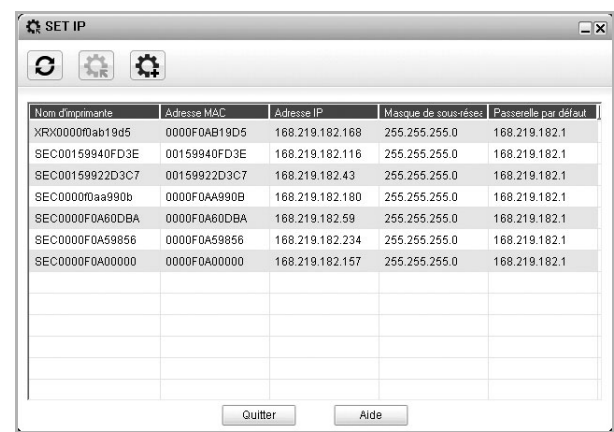 SET IP
Nom d'imprimante Adresse MAC Adresse IP Masque de sous-résea Passerelle par défaut
XRX0000f0ab19d5 0000F0AB19D5 168.219.182.168 255.255.255.0 168.219.182.1
SEC00159940FD3E 00159940FD3E 168.219.182.116 255.255.255.0 168.219.182.1
SEC00159922D3C7 00159922D3C7 168.219.182.43 255.255.255.0 168.219.182.1
SEC0000f0aa990b 0000F0AA990B 168.219.182.180 255.255.255.0 168.219.182.1
SEC0000F0A60DBA 0000F0A60DBA 168.219.182.59 255.255.255.0 168.219.182.1
SEC0000F0A59856 0000F0A59856 168.219.182.234 255.255.255.0 168.219.182.1
SEC0000F0A00000 0000F0A00000 168.219.182.157 255.255.255.0 168.219.182.1
Quitter Aide